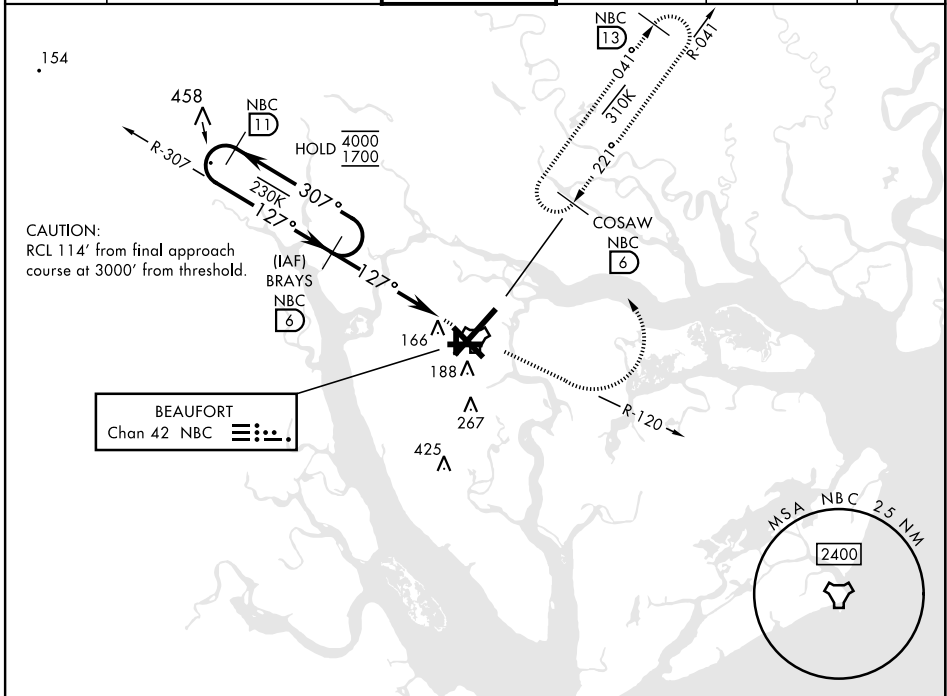 154
458
NBC
11
R-307
HOLD 4000
1700
230K
307°
127°
CAUTION:
RCL 114' from final approach
course at 3000' from threshold.
(IAF)
BRAYS
NBC
6
127°
NBC
13
R-041
041°
310K
221°
COSAW
NBC
6
166
188
267
425
R-120
BEAUFORT
Chan 42 NBC
MSA NBC 25 NM
2400